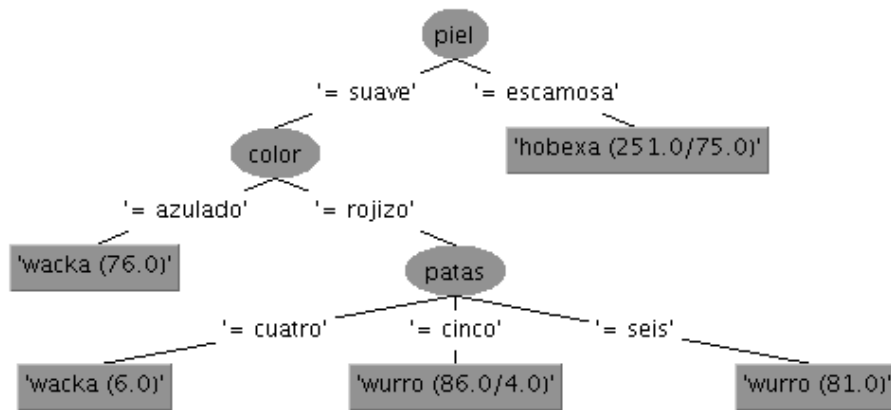 piel
'= suave' '= escamosa'
color 'hobexa (251.0/75.0)'
'= azulado' '= rojizo'
'wacka (76.0)' patas
'= cuatro' '= cinco' '= seis'
'wacka (6.0)' 'wurro (86.0/4.0)' 'wurro (81.0)'